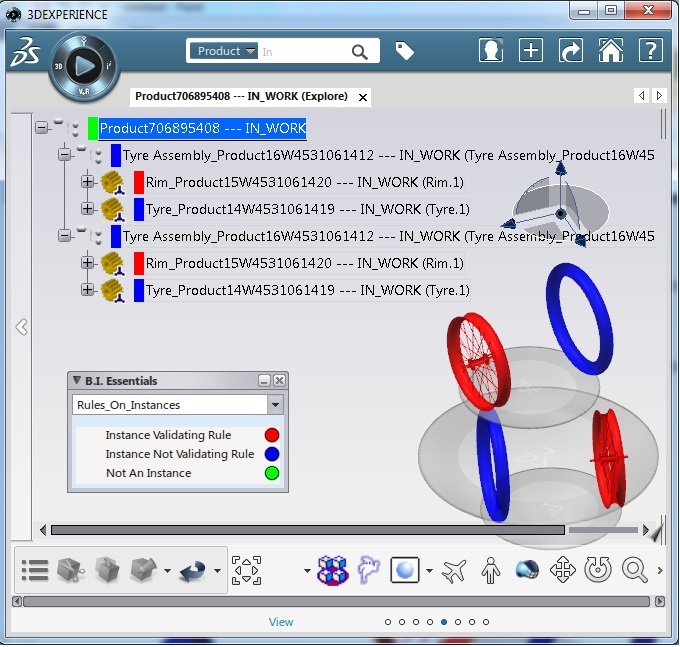 3DEXPERIENCE
Product In
3D V.R i²
Product706895408 --- IN_WORK (Explore)
Product706895408 --- IN_WORK
Tyre Assembly_Product16W4531061412 --- IN_WORK (Tyre Assembly_Product16W45
Rim_Product15W4531061420 --- IN_WORK (Rim.1)
Tyre_Product14W4531061419 --- IN_WORK (Tyre.1)
Tyre Assembly_Product16W4531061412 --- IN_WORK (Tyre Assembly_Product16W45
Rim_Product15W4531061420 --- IN_WORK (Rim.1)
Tyre_Product14W4531061419 --- IN_WORK (Tyre.1)
B.I. Essentials
Rules_On_Instances
Instance Validating Rule
Instance Not Validating Rule
Not An Instance
View